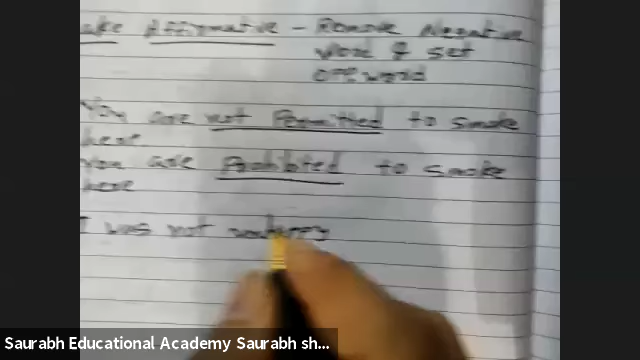 ake Affirmative - Remove Negative
word & set
opp. word
You are not Permitted to smoke
here.
You are Prohibted to smoke
here
I was not
Saurabh Educational Academy Saurabh sh...